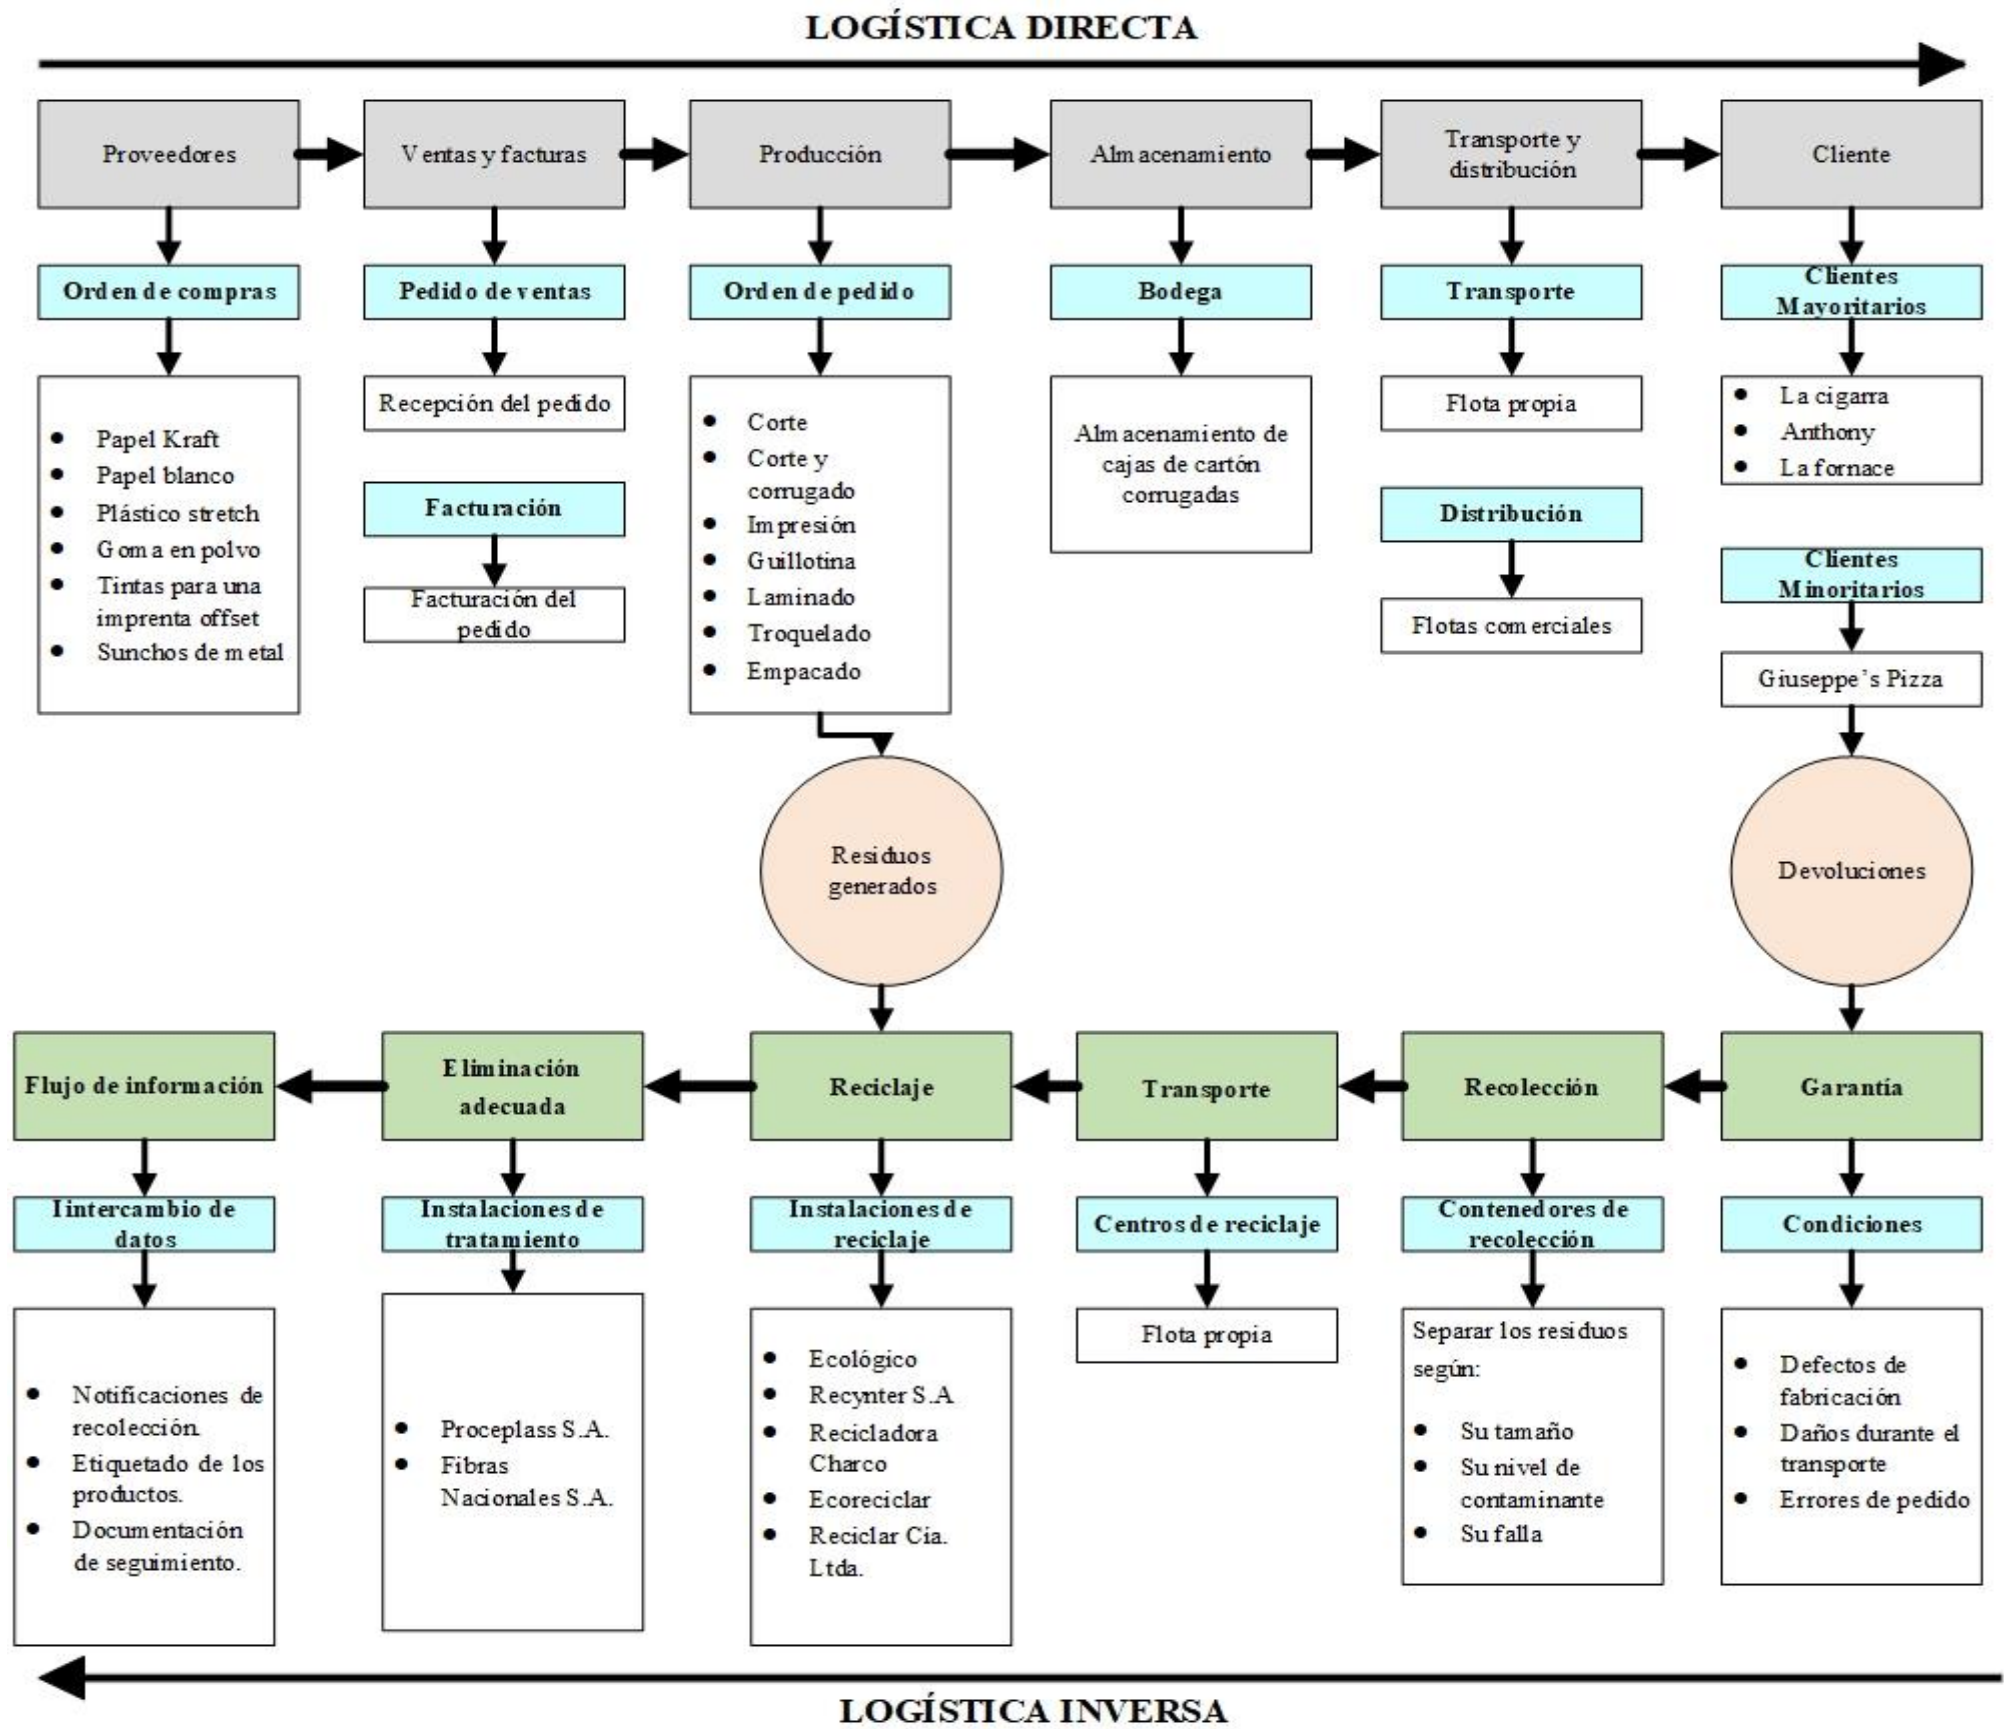 LOGÍSTICA DIRECTA
Proveedores
Ventas y facturas
Producción
Almacenamiento
Transporte y
distribución
Cliente
Orden de compras
Pedido de ventas
Orden de pedido
Bodega
Transporte
Clientes
Mayoritarios
• Papel Kraft
• Papel blanco
• Plástico stretch
• Goma en polvo
• Tintas para una
imprenta offset
• Sunchos de metal
Recepción del pedido
Facturación
Facturación del
pedido
• Corte
• Corte y
corrugado
• Impresión
• Guillotina
• Laminado
• Troquelado
• Empacado
Almacenamiento de
cajas de cartón
corrugadas
Flota propia
Distribución
Flotas comerciales
• La cigarra
• Anthony
• La fornace
Clientes
Minoritarios
Giuseppe’s Pizza
Residuos
generados
Devoluciones
Flujo de información
Eliminación
adecuada
Reciclaje
Transporte
Recolección
Garantía
Iintercambio de
datos
Instalaciones de
tratamiento
Instalaciones de
reciclaje
Centros de reciclaje
Contenedores de
recolección
Condiciones
• Notificaciones de
recolección.
• Etiquetado de los
productos.
• Documentación
de seguimiento.
• Proceplass S.A.
• Fibras
Nacionales S.A.
• Ecológico
• Recynter S.A
• Recicladora
Charco
• Ecoreciclar
• Reciclar Cía.
Ltda.
Flota propia
Separar los residuos
según:
• Su tamaño
• Su nivel de
contaminante
• Su falla
• Defectos de
fabricación
• Daños durante el
transporte
• Errores de pedido
LOGÍSTICA INVERSA